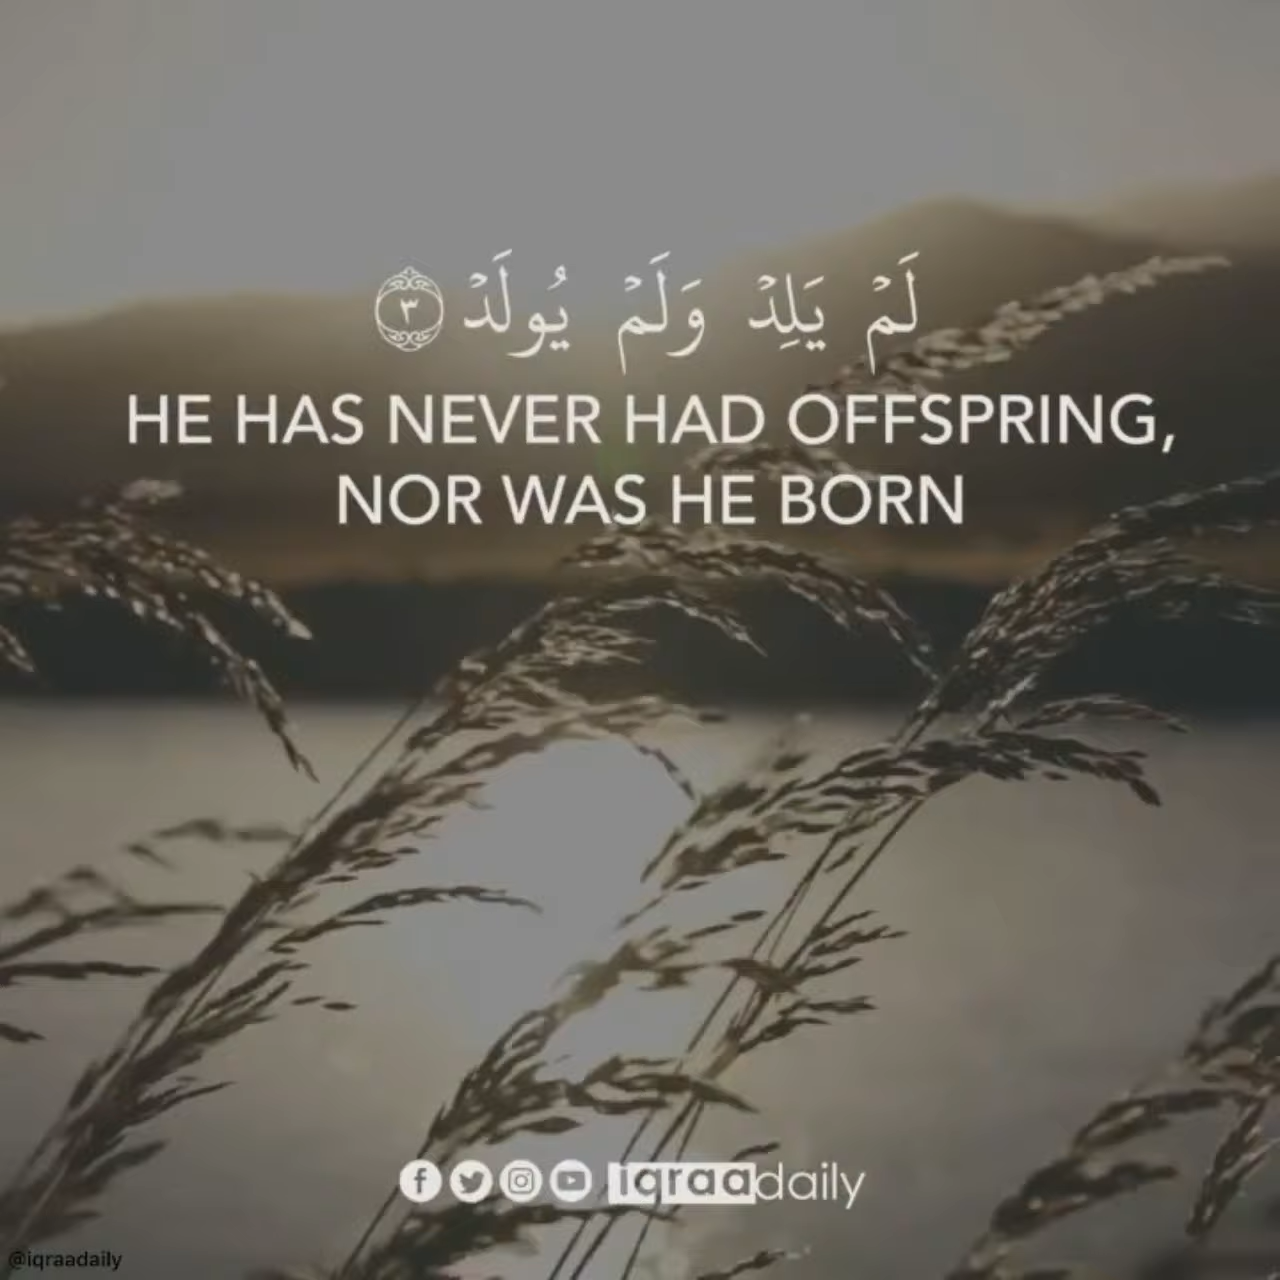 لَمْ يَلِدْ وَلَمْ يُولَدْ ٣
HE HAS NEVER HAD OFFSPRING,
NOR WAS HE BORN
iqraadaily
@iqraadaily